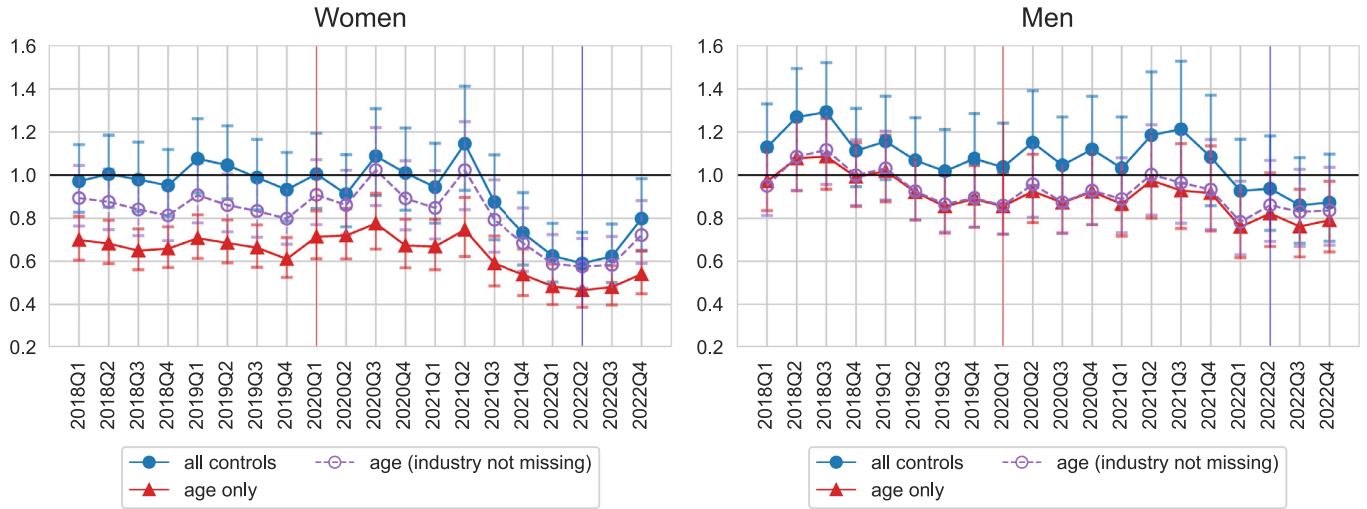 Women
1.6
1.4
1.2
1.0
0.8
0.6
0.4
0.2
2018Q1
2018Q2
2018Q3
2018Q4
2019Q1
2019Q2
2019Q3
2019Q4
2020Q1
2020Q2
2020Q3
2020Q4
2021Q1
2021Q2
2021Q3
2021Q4
2022Q1
2022Q2
2022Q3
2022Q4
all controls
age only
age (industry not missing)
Men
1.6
1.4
1.2
1.0
0.8
0.6
0.4
0.2
2018Q1
2018Q2
2018Q3
2018Q4
2019Q1
2019Q2
2019Q3
2019Q4
2020Q1
2020Q2
2020Q3
2020Q4
2021Q1
2021Q2
2021Q3
2021Q4
2022Q1
2022Q2
2022Q3
2022Q4
all controls
age only
age (industry not missing)